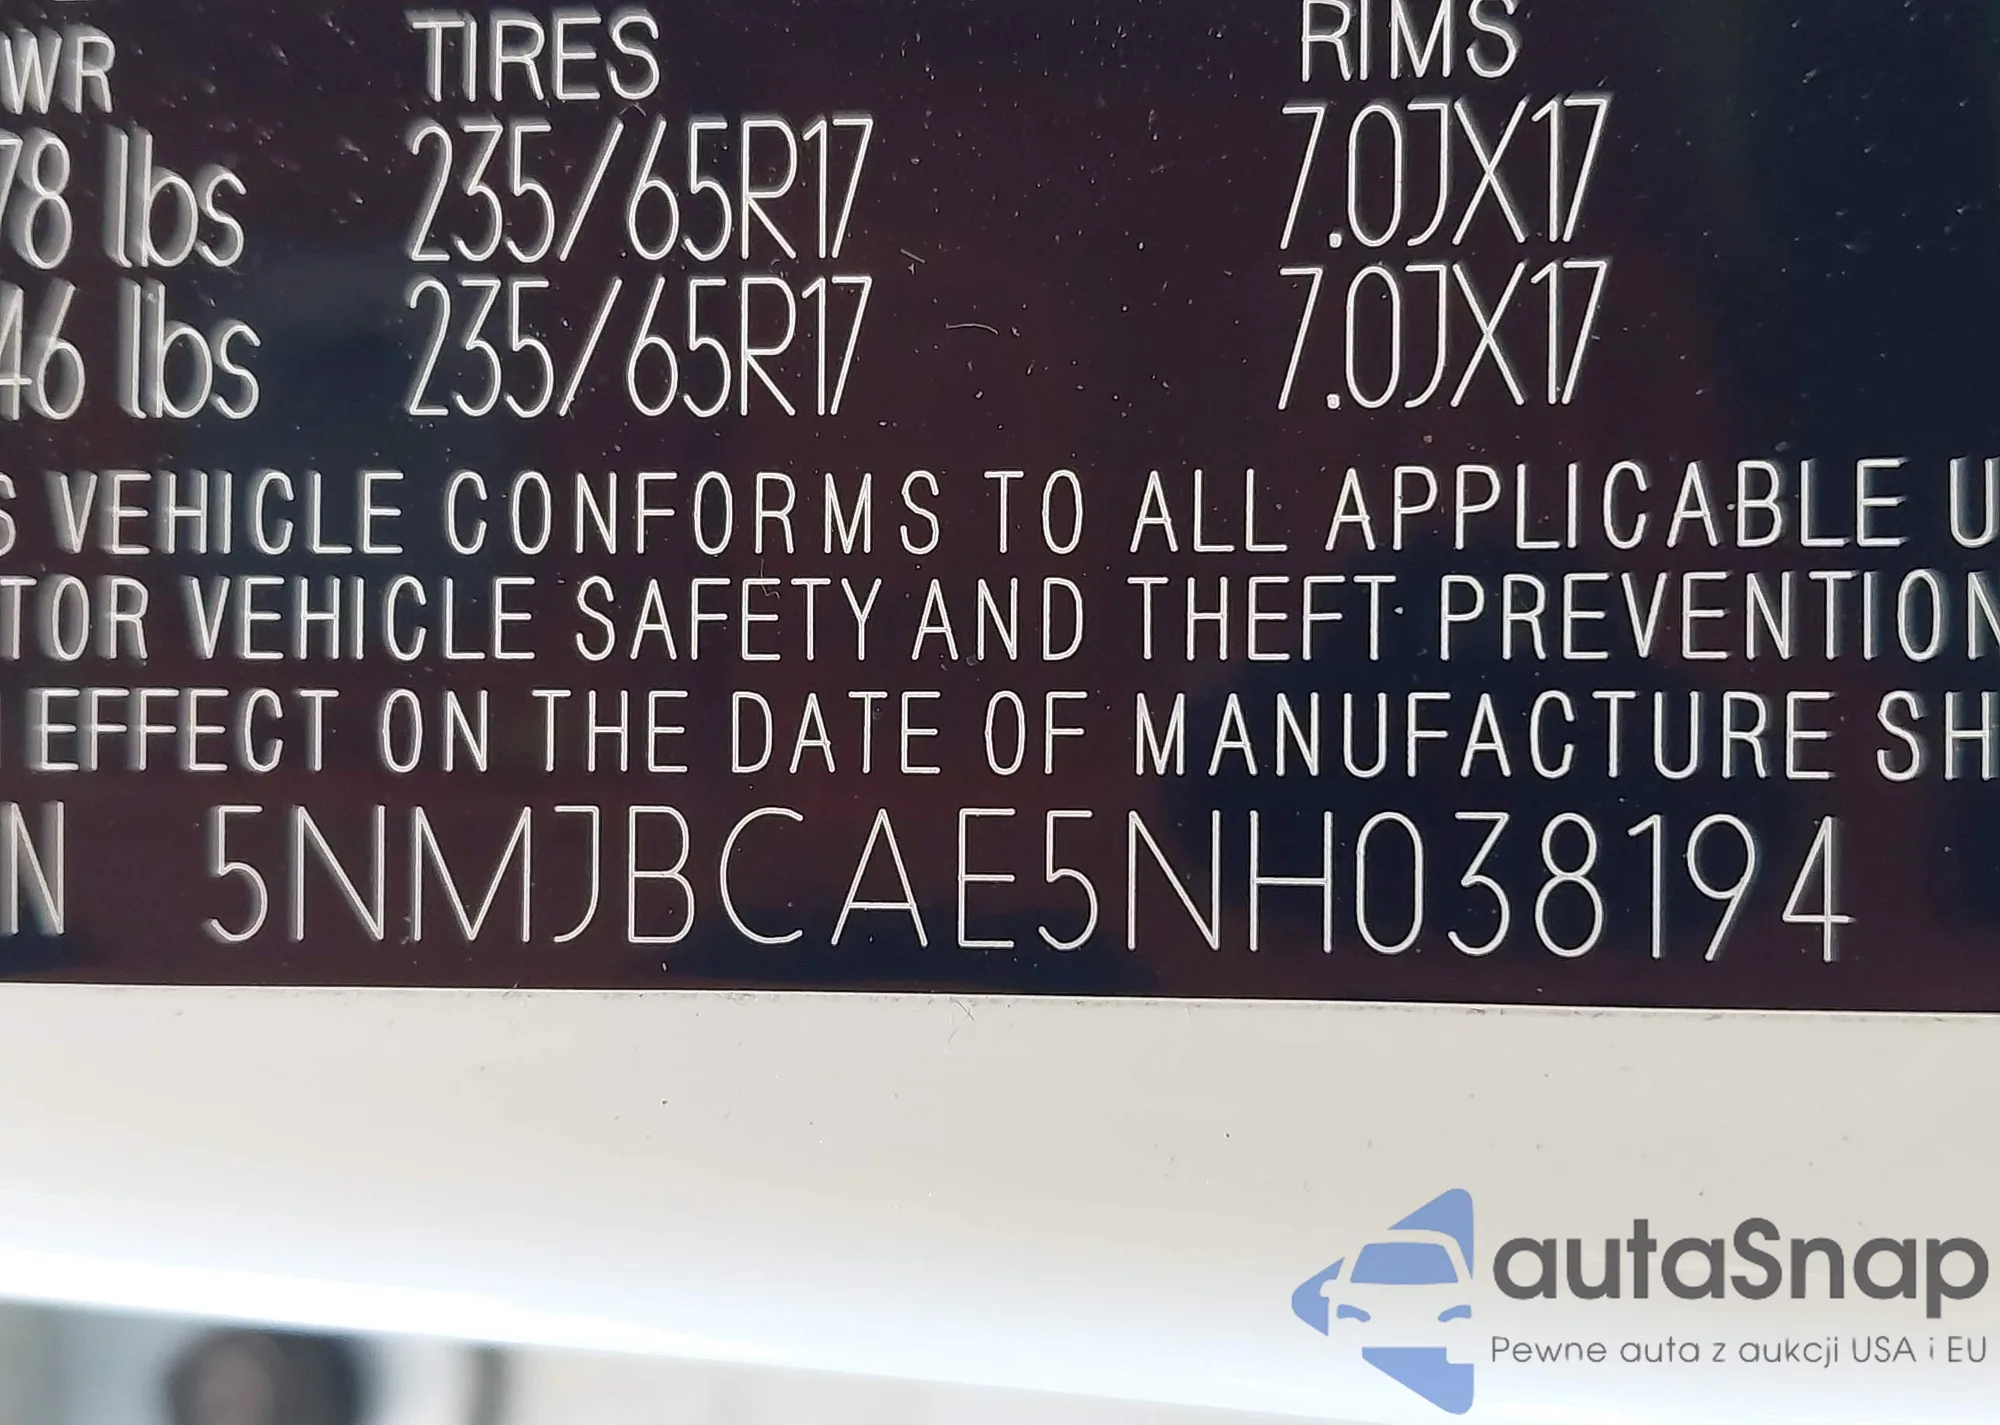 WR TIRES RIMS
78 lbs 235/65R17 7.0JX17
46 lbs 235/65R17 7.0JX17
S VEHICLE CONFORMS TO ALL APPLICABLE U
TOR VEHICLE SAFETY AND THEFT PREVENTION
EFFECT ON THE DATE OF MANUFACTURE SH
N 5NMJBCAE5NH038194
autaSnap
Pewne auta z aukcji USA i EU